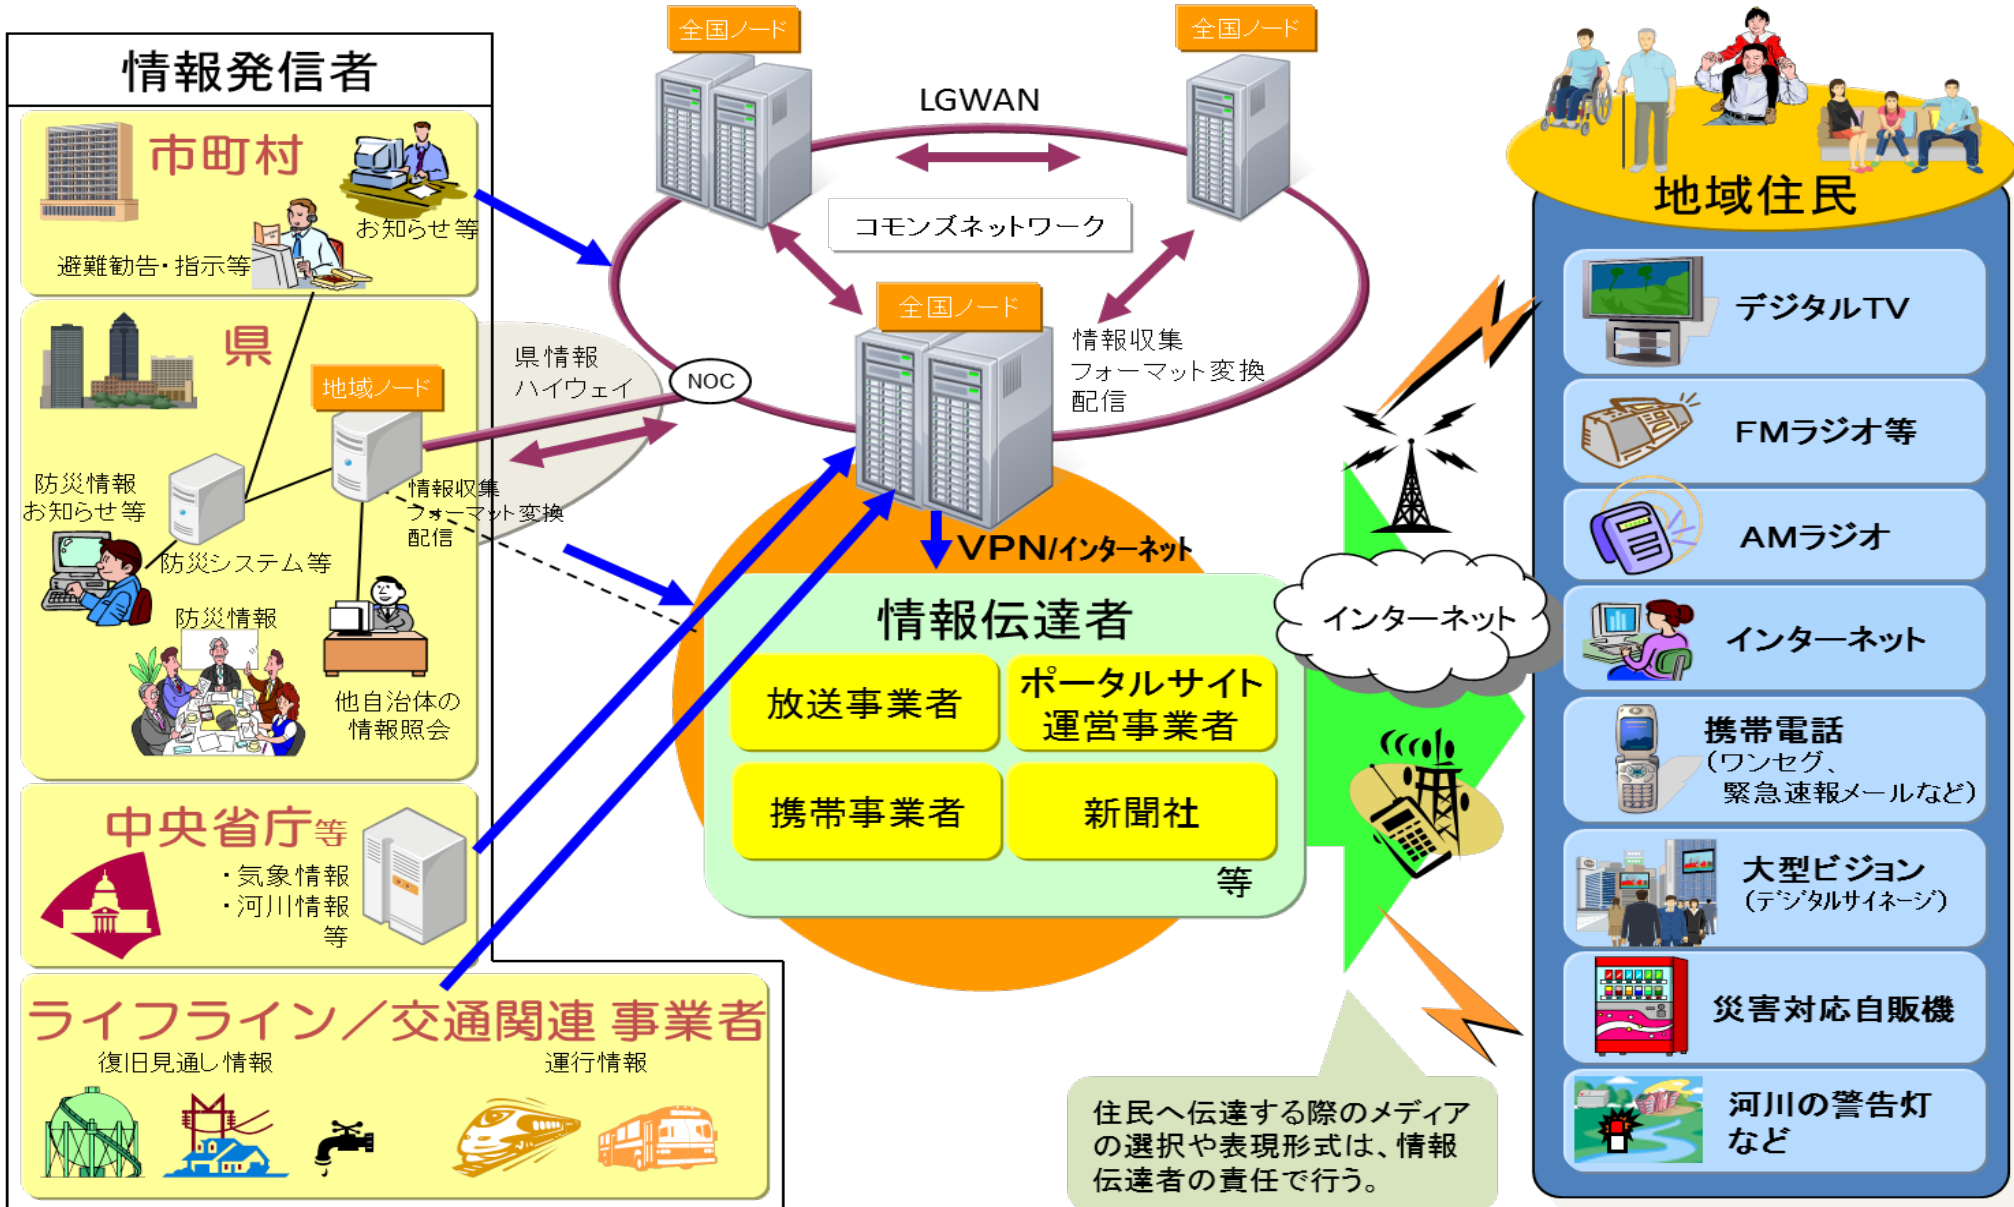 情報発信者
市町村
お知らせ等
避難勧告・指示等
県
地域ノード
防災情報
お知らせ等
防災システム等
防災情報
他自治体の
情報照会
情報収集
フォーマット変換
配信
県情報
ハイウェイ
中央省庁等
・気象情報
・河川情報
等
ライフライン／交通関連 事業者
復旧見通し情報
運行情報
全国ノード
全国ノード
LGWAN
コモンズネットワーク
全国ノード
NOC
情報収集
フォーマット変換
配信
VPN/インターネット
情報伝達者
放送事業者
ポータルサイト
運営事業者
携帯事業者
新聞社
等
インターネット
住民へ伝達する際のメディア
の選択や表現形式は、情報
伝達者の責任で行う。
地域住民
デジタルTV
FMラジオ等
AMラジオ
インターネット
携帯電話
（ワンセグ、
緊急速報メールなど）
大型ビジョン
（デジタルサイネージ）
災害対応自販機
河川の警告灯
など